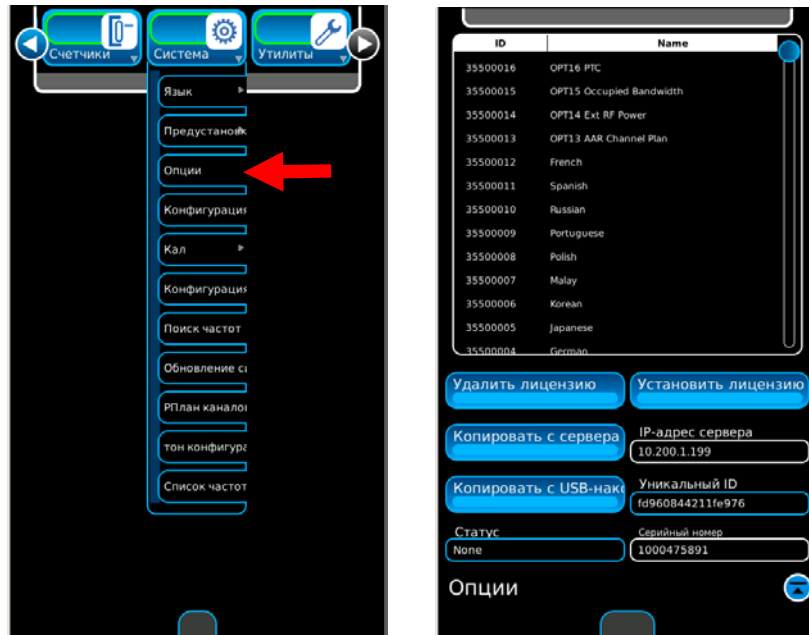 Счетчики
Система
Утилиты
Язык
Предустановк
Опции
Конфигурация
Кал
Конфигурация
Поиск частот
Обновление си
РПлан каналов
тон конфигура
Список частот
ID Name
35500016 OPT16 PTC
35500015 OPT15 Occupied Bandwidth
35500014 OPT14 Ext RF Power
35500013 OPT13 AAR Channel Plan
35500012 French
35500011 Spanish
35500010 Russian
35500009 Portuguese
35500008 Polish
35500007 Malay
35500006 Korean
35500005 Japanese
35500004 German
Удалить лицензию
Установить лицензию
Копировать с сервера
IP-адрес сервера
10.200.1.199
Копировать с USB-нако
Уникальный ID
fd960844211fe976
Статус
None
Серийный номер
1000475891
Опции